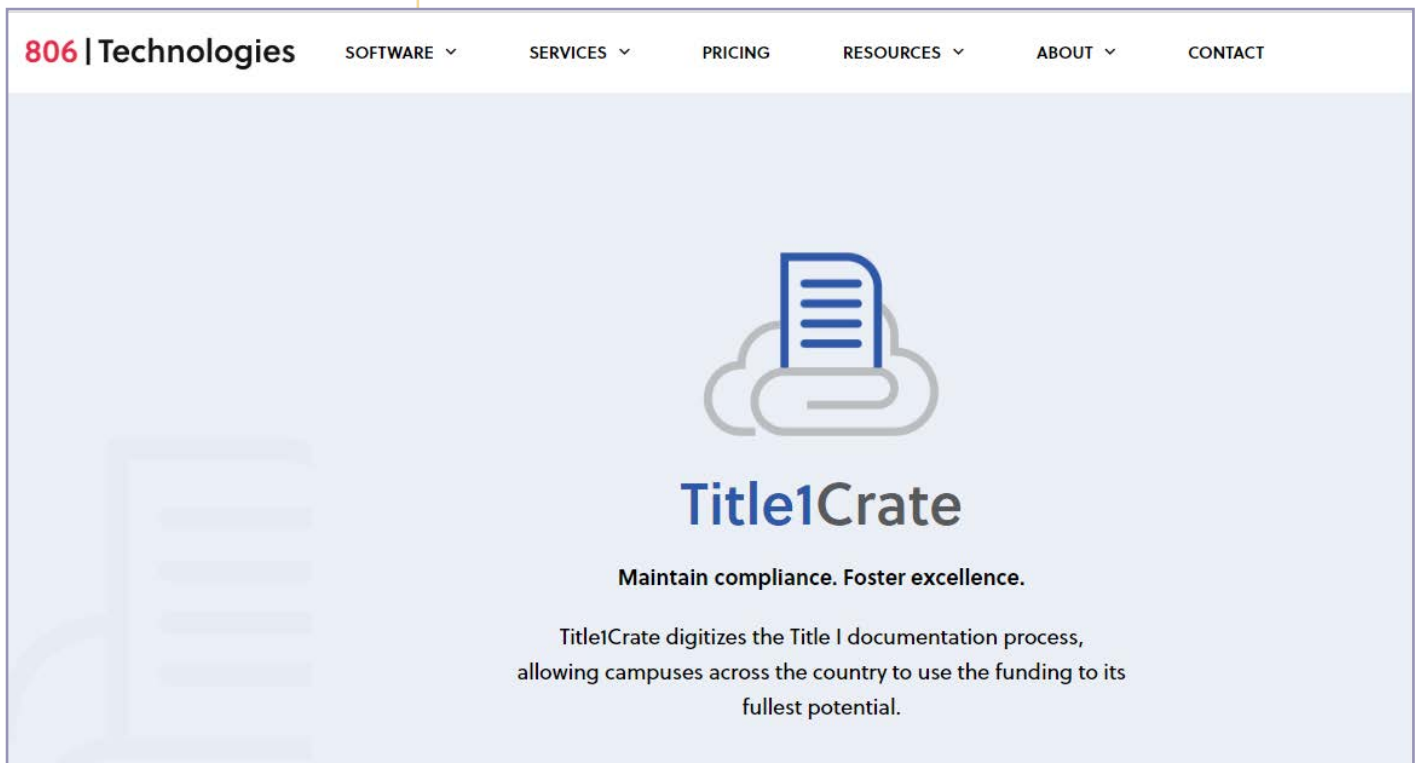 806 | Technologies SOFTWARE SERVICES PRICING RESOURCES ABOUT CONTACT
Title1Crate
Maintain compliance. Foster excellence.
Title1Crate digitizes the Title I documentation process,
allowing campuses across the country to use the funding to its
fullest potential.